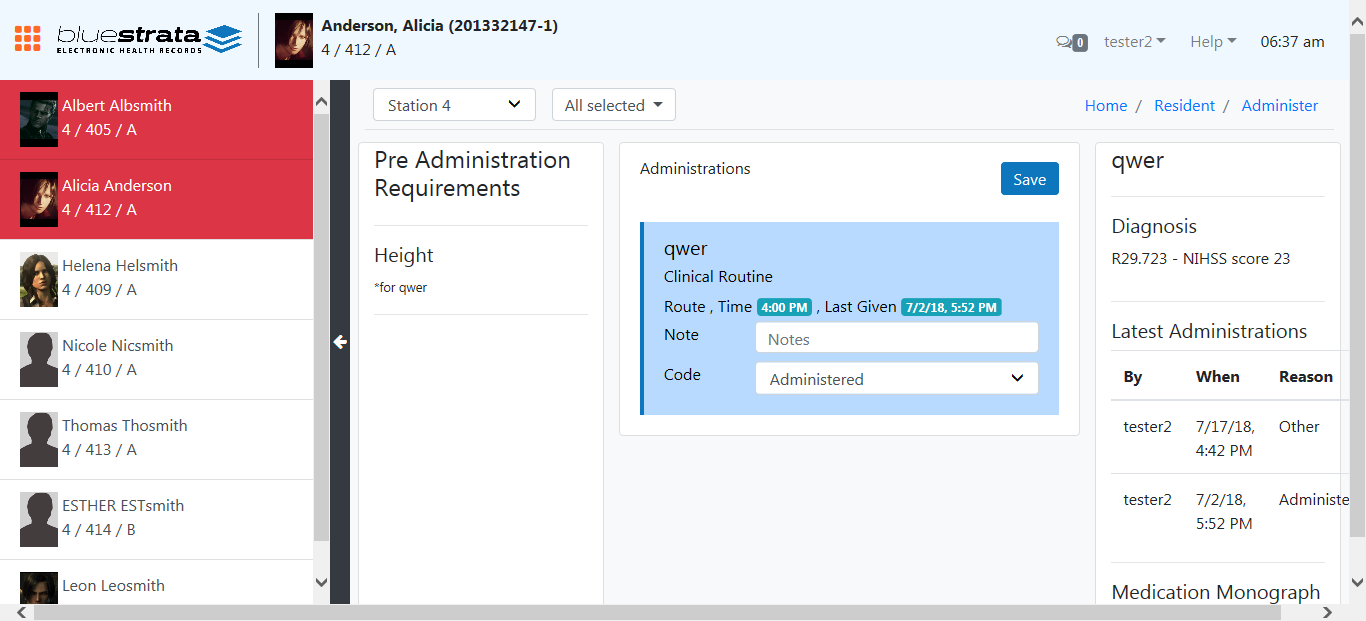 bluestrata
ELECTRONIC HEALTH RECORDS
Anderson, Alicia (201332147-1)
4 / 412 / A
0
tester2
Help
06:37 am
Albert Albsmith
4 / 405 / A
Alicia Anderson
4 / 412 / A
Helena Helsmith
4 / 409 / A
Nicole Nicsmith
4 / 410 / A
Thomas Thosmith
4 / 413 / A
ESTHER ESTsmith
4 / 414 / B
Leon Leosmith
Station 4
All selected
Home / Resident / Administer
Pre Administration
Requirements
Height
*for qwer
Administrations
Save
qwer
Clinical Routine
Route , Time 4:00 PM , Last Given 7/2/18, 5:52 PM
Note Notes
Code Administered
qwer
Diagnosis
R29.723 - NIHSS score 23
Latest Administrations
By When Reason
tester2 7/17/18, Other
4:42 PM
tester2 7/2/18, Administe
5:52 PM
Medication Monograph